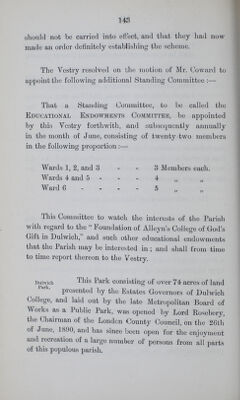 143
should not be carried into effect, and that they had now
made an order definitely establishing the scheme.
The Vestry resolved on the motion of Mr. Coward to
appoint the following additional Standing Committee :—
That a Standing Committee, to be called the
EDUCATIONAL ENDOWMENTS COMMITTEE, be appointed
by this Vestry forthwith, and subsequently annually
in the month of June, consisting of twenty-two members
in the following proportion :—
Wards 1, 2, and 3 - - 3 Members each.
Wards 4 and 5 - - - 4 „ „
Ward 6 - - - - 5 „ „
This Committee to watch the interests of the Parish
with regard to the "Foundation of Alleyn's College of God's
Gift in Dulwich," and such other educational endowments
that the Parish may be interested in; and shall from time
to time report thereon to the Vestry.
Dulwich
Park.
This Park consisting of over 74 acres of land
presented by the Estates Governors of Dulwich
College, and laid out by the late Metropolitan Board of
Works as a Public Park, was opened by Lord Rosebery,
the Chairman of the London County Council, on the 26th
of June, 1890, and has since been open for the enjoyment
and recreation of a large number of persons from all parts
of this populous parish.